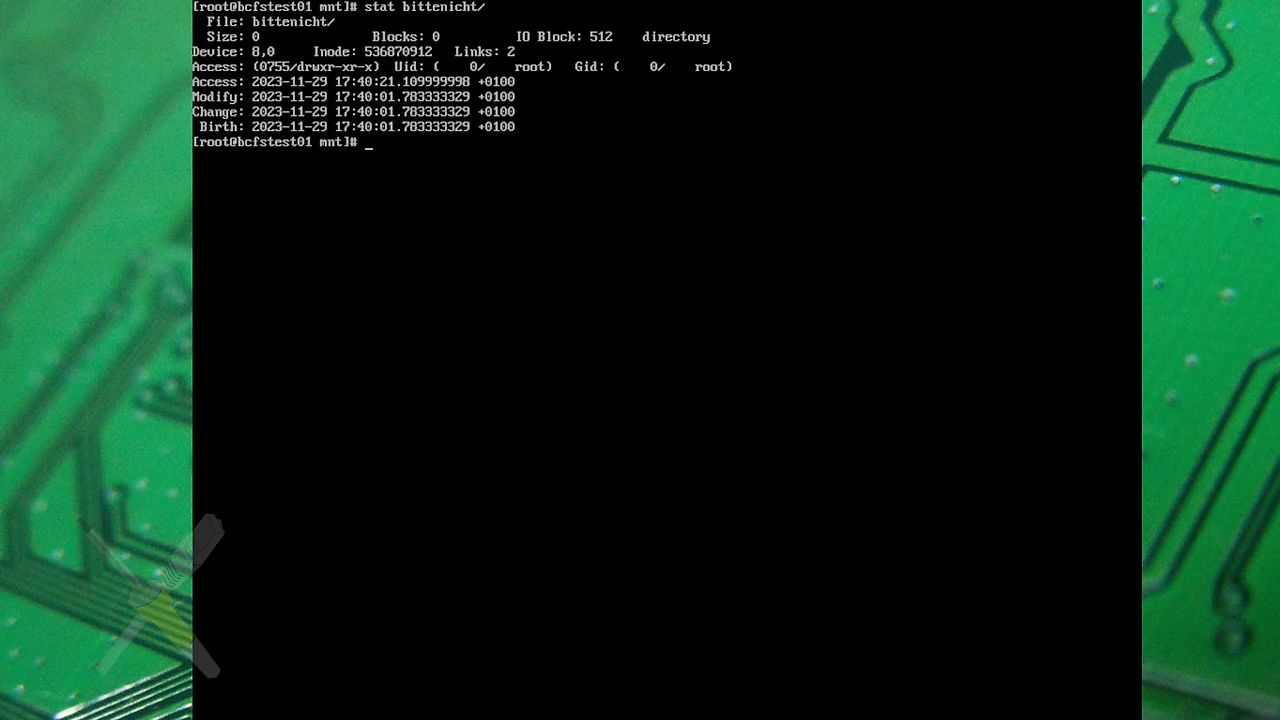 [root@bcfstest01 mnt]# stat bittenicht/
  File: bittenicht/
  Size: 0               Blocks: 0          IO Block: 512    directory
Device: 8,0     Inode: 536870912   Links: 2
Access: (0755/drwxr-xr-x)  Uid: (    0/    root)   Gid: (    0/    root)
Access: 2023-11-29 17:40:21.109999998 +0100
Modify: 2023-11-29 17:40:01.783333329 +0100
Change: 2023-11-29 17:40:01.783333329 +0100
 Birth: 2023-11-29 17:40:01.783333329 +0100
[root@bcfstest01 mnt]# _